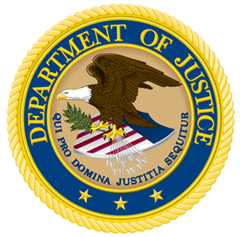 DEPARTMENT OF JUSTICE
QUI PRO DOMINA JUSTITIA SEQUITUR